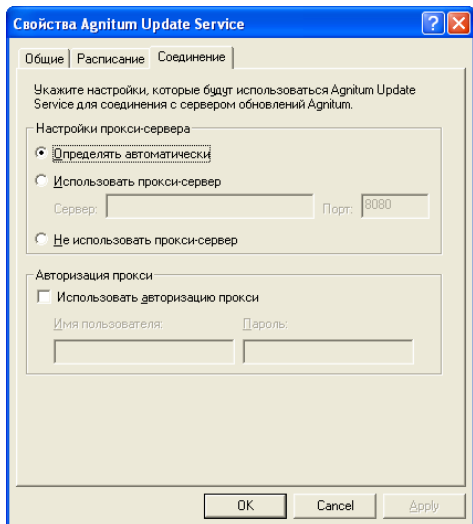 Свойства Agnitum Update Service
Общие Расписание Соединение
Укажите настройки, которые будут использоваться Agnitum Update
Service для соединения с сервером обновлений Agnitum.
Настройки прокси-сервера
Определять автоматически
Использовать прокси-сервер
Сервер: Порт: 8080
Не использовать прокси-сервер
Авторизация прокси
Использовать авторизацию прокси
Имя пользователя: Пароль:
OK Cancel Apply